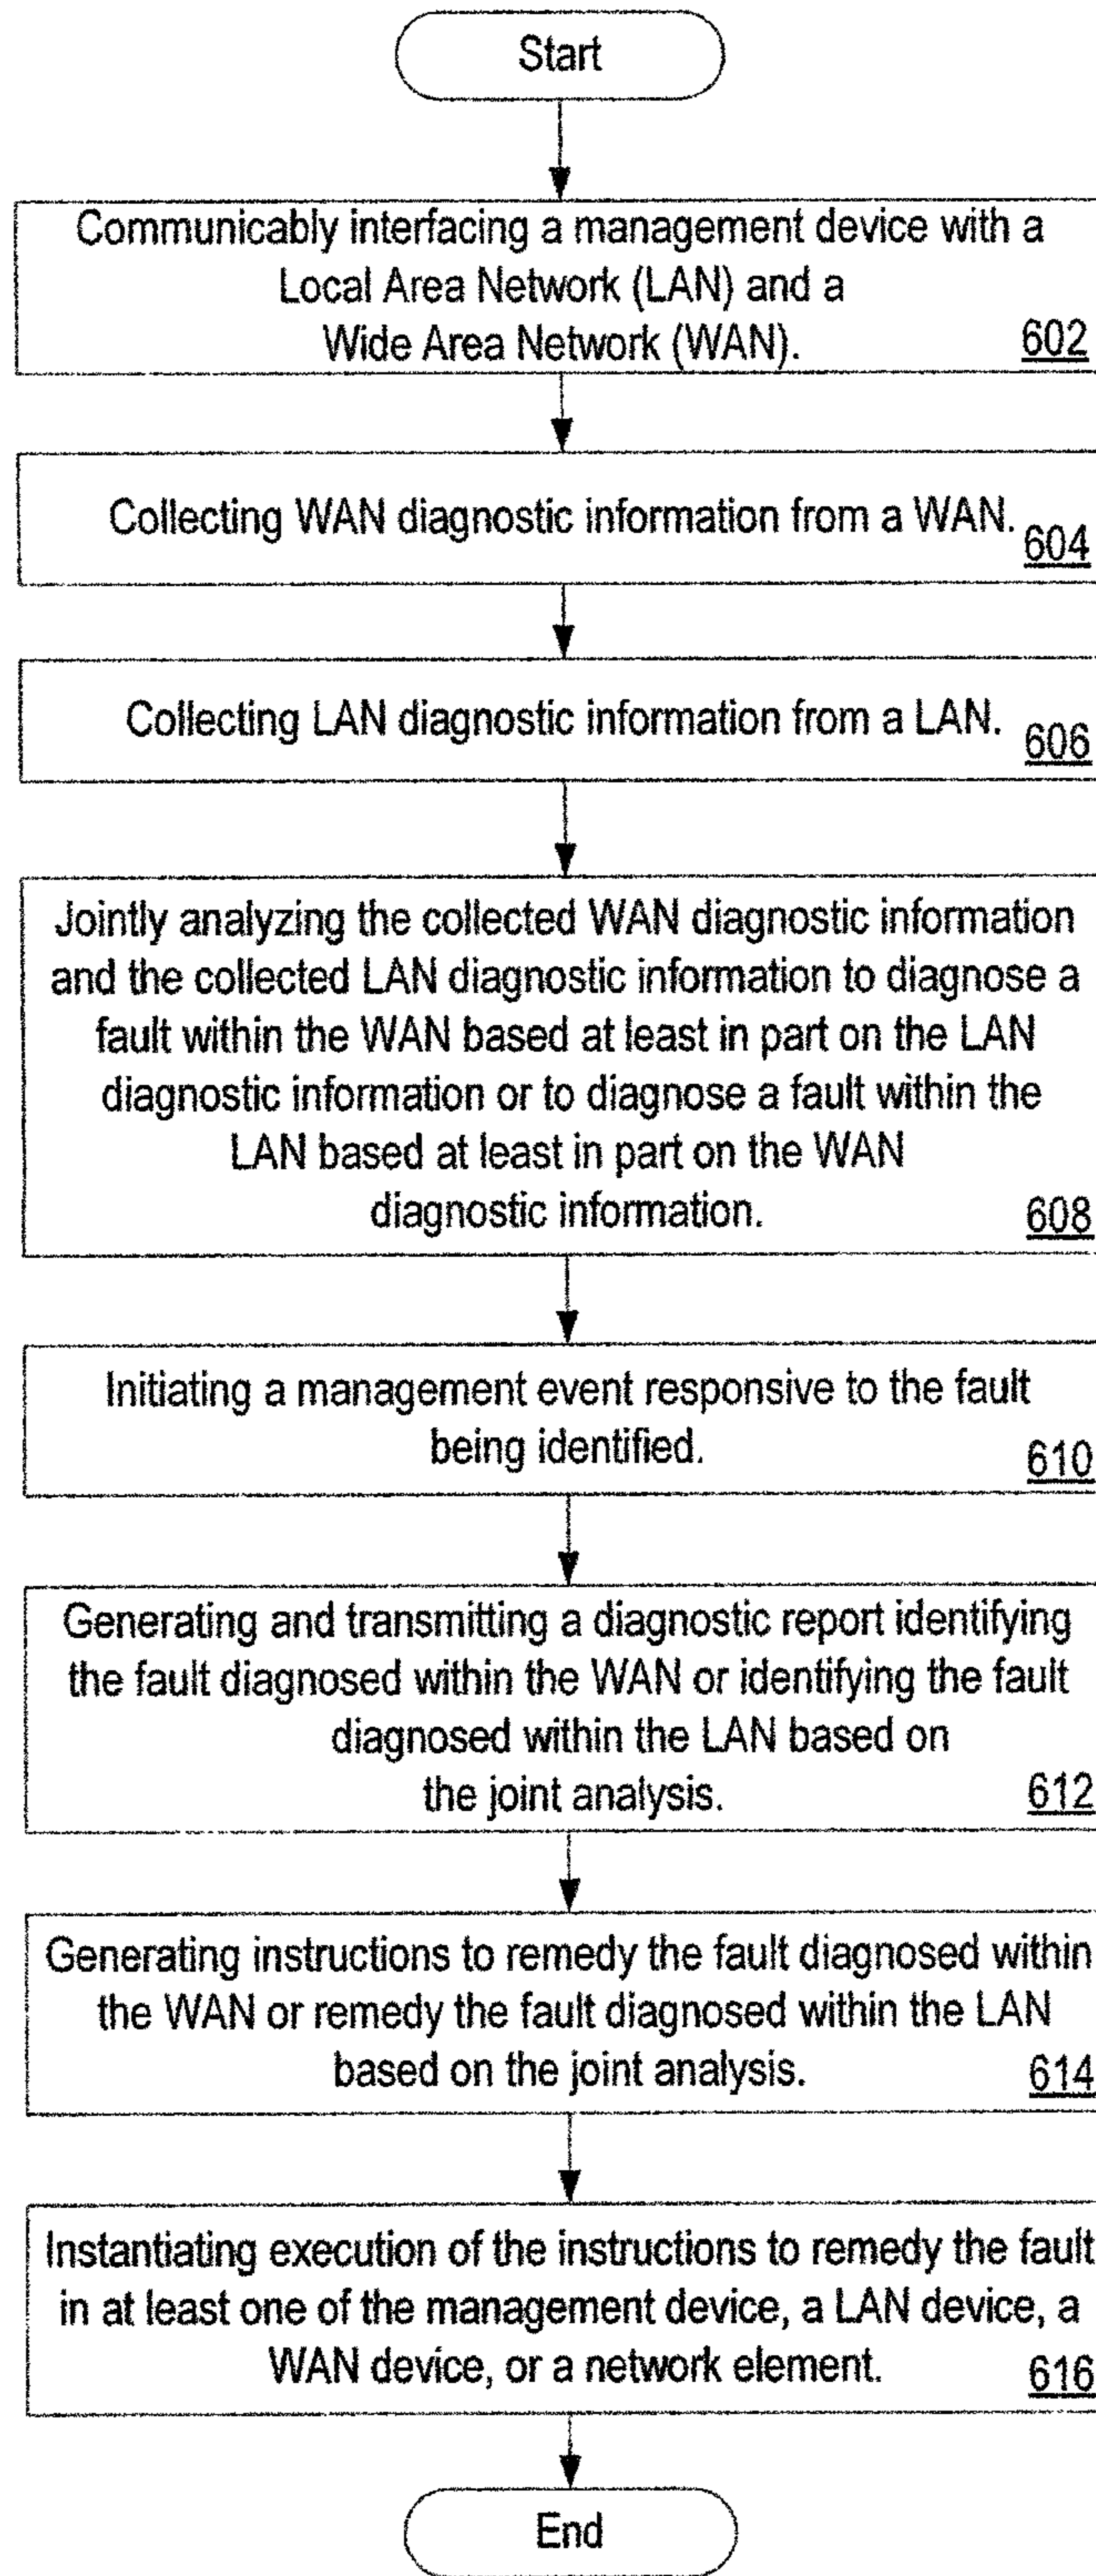 Start
Communicably interfacing a management device with a
Local Area Network (LAN) and a
Wide Area Network (WAN).
602
Collecting WAN diagnostic information from a WAN.
604
Collecting LAN diagnostic information from a LAN.
606
Jointly analyzing the collected WAN diagnostic information
and the collected LAN diagnostic information to diagnose a
fault within the WAN based at least in part on the LAN
diagnostic information or to diagnose a fault within the
LAN based at least in part on the WAN
diagnostic information.
608
Initiating a management event responsive to the fault
being identified.
610
Generating and transmitting a diagnostic report identifying
the fault diagnosed within the WAN or identifying the fault
diagnosed within the LAN based on
the joint analysis.
612
Generating instructions to remedy the fault diagnosed within
the WAN or remedy the fault diagnosed within the LAN
based on the joint analysis.
614
Instantiating execution of the instructions to remedy the fault
in at least one of the management device, a LAN device, a
WAN device, or a network element.
616
End